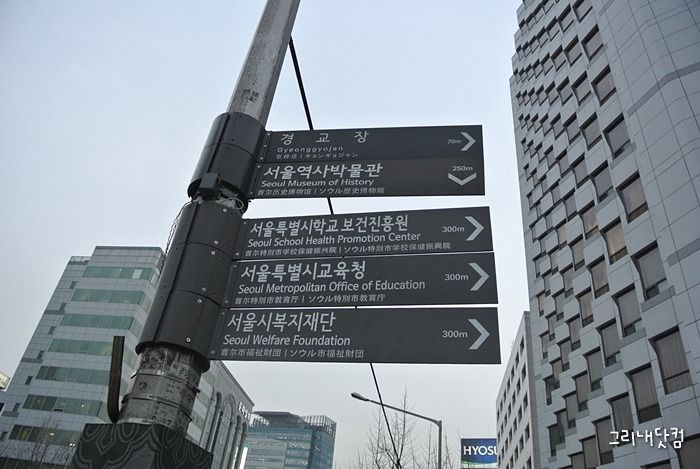 경 교 장
70m
Gyeonggyojan
京桥庄 | キョンギョジャン
서울역사박물관
250m
Seoul Museum of History
首尔历史博物馆 | ソウル歴史博物館
서울특별시학교 보건진흥원
300m
Seoul School Health Promotion Center
首尔特別市学校保健振兴院 | ソウル特別市学校保健振興院
서울특별시교육청
300m
Seoul Metropolitan Office of Education
首尔特別市教育厅 | ソウル特別市教育庁
서울시복지재단
300m
Seoul Welfare Foundation
首尔市福祉财团 | ソウル市福祉財団
HYOSU
그리내닷컴